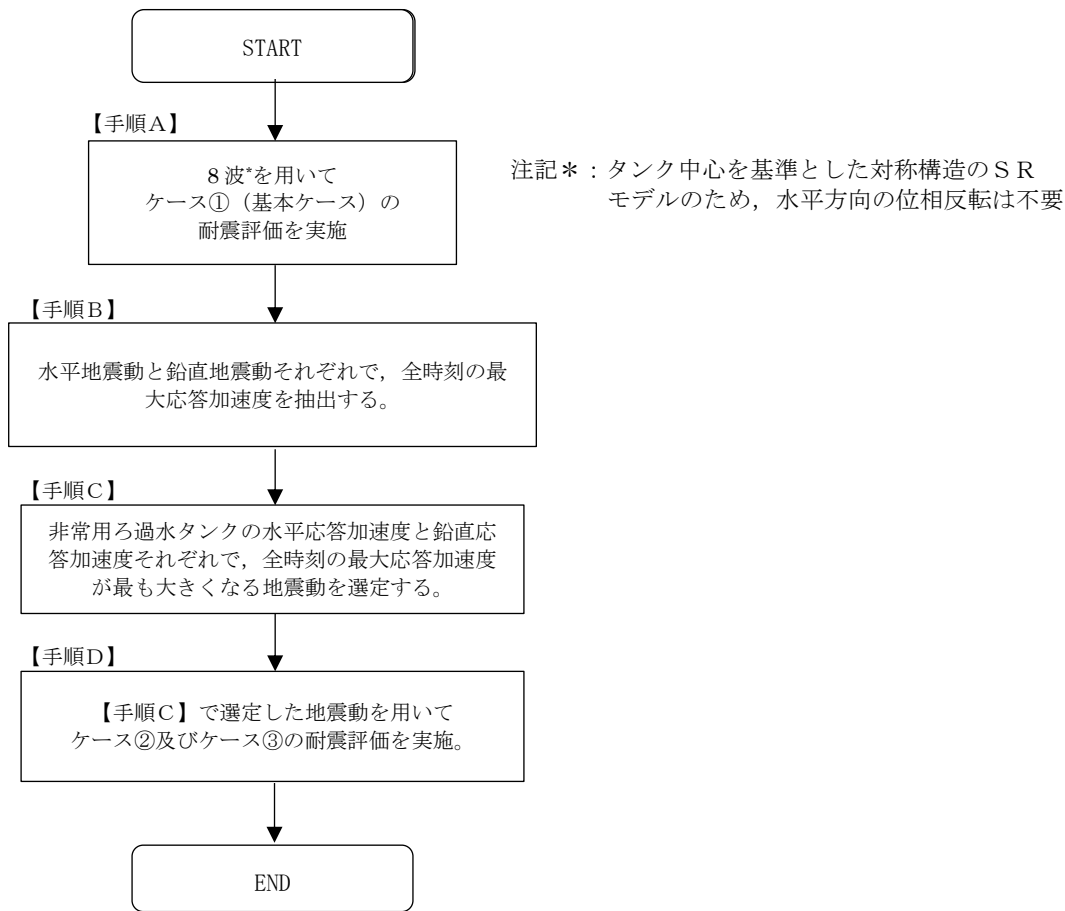 START
【手順A】
8波*を用いて
ケース①（基本ケース）の
耐震評価を実施
注記＊：タンク中心を基準とした対称構造のＳＲ
モデルのため，水平方向の位相反転は不要
【手順B】
水平地震動と鉛直地震動それぞれで，全時刻の最
大応答加速度を抽出する。
【手順C】
非常用ろ過水タンクの水平応答加速度と鉛直応
答加速度それぞれで，全時刻の最大応答加速度
が最も大きくなる地震動を選定する。
【手順D】
【手順C】で選定した地震動を用いて
ケース②及びケース③の耐震評価を実施。
END